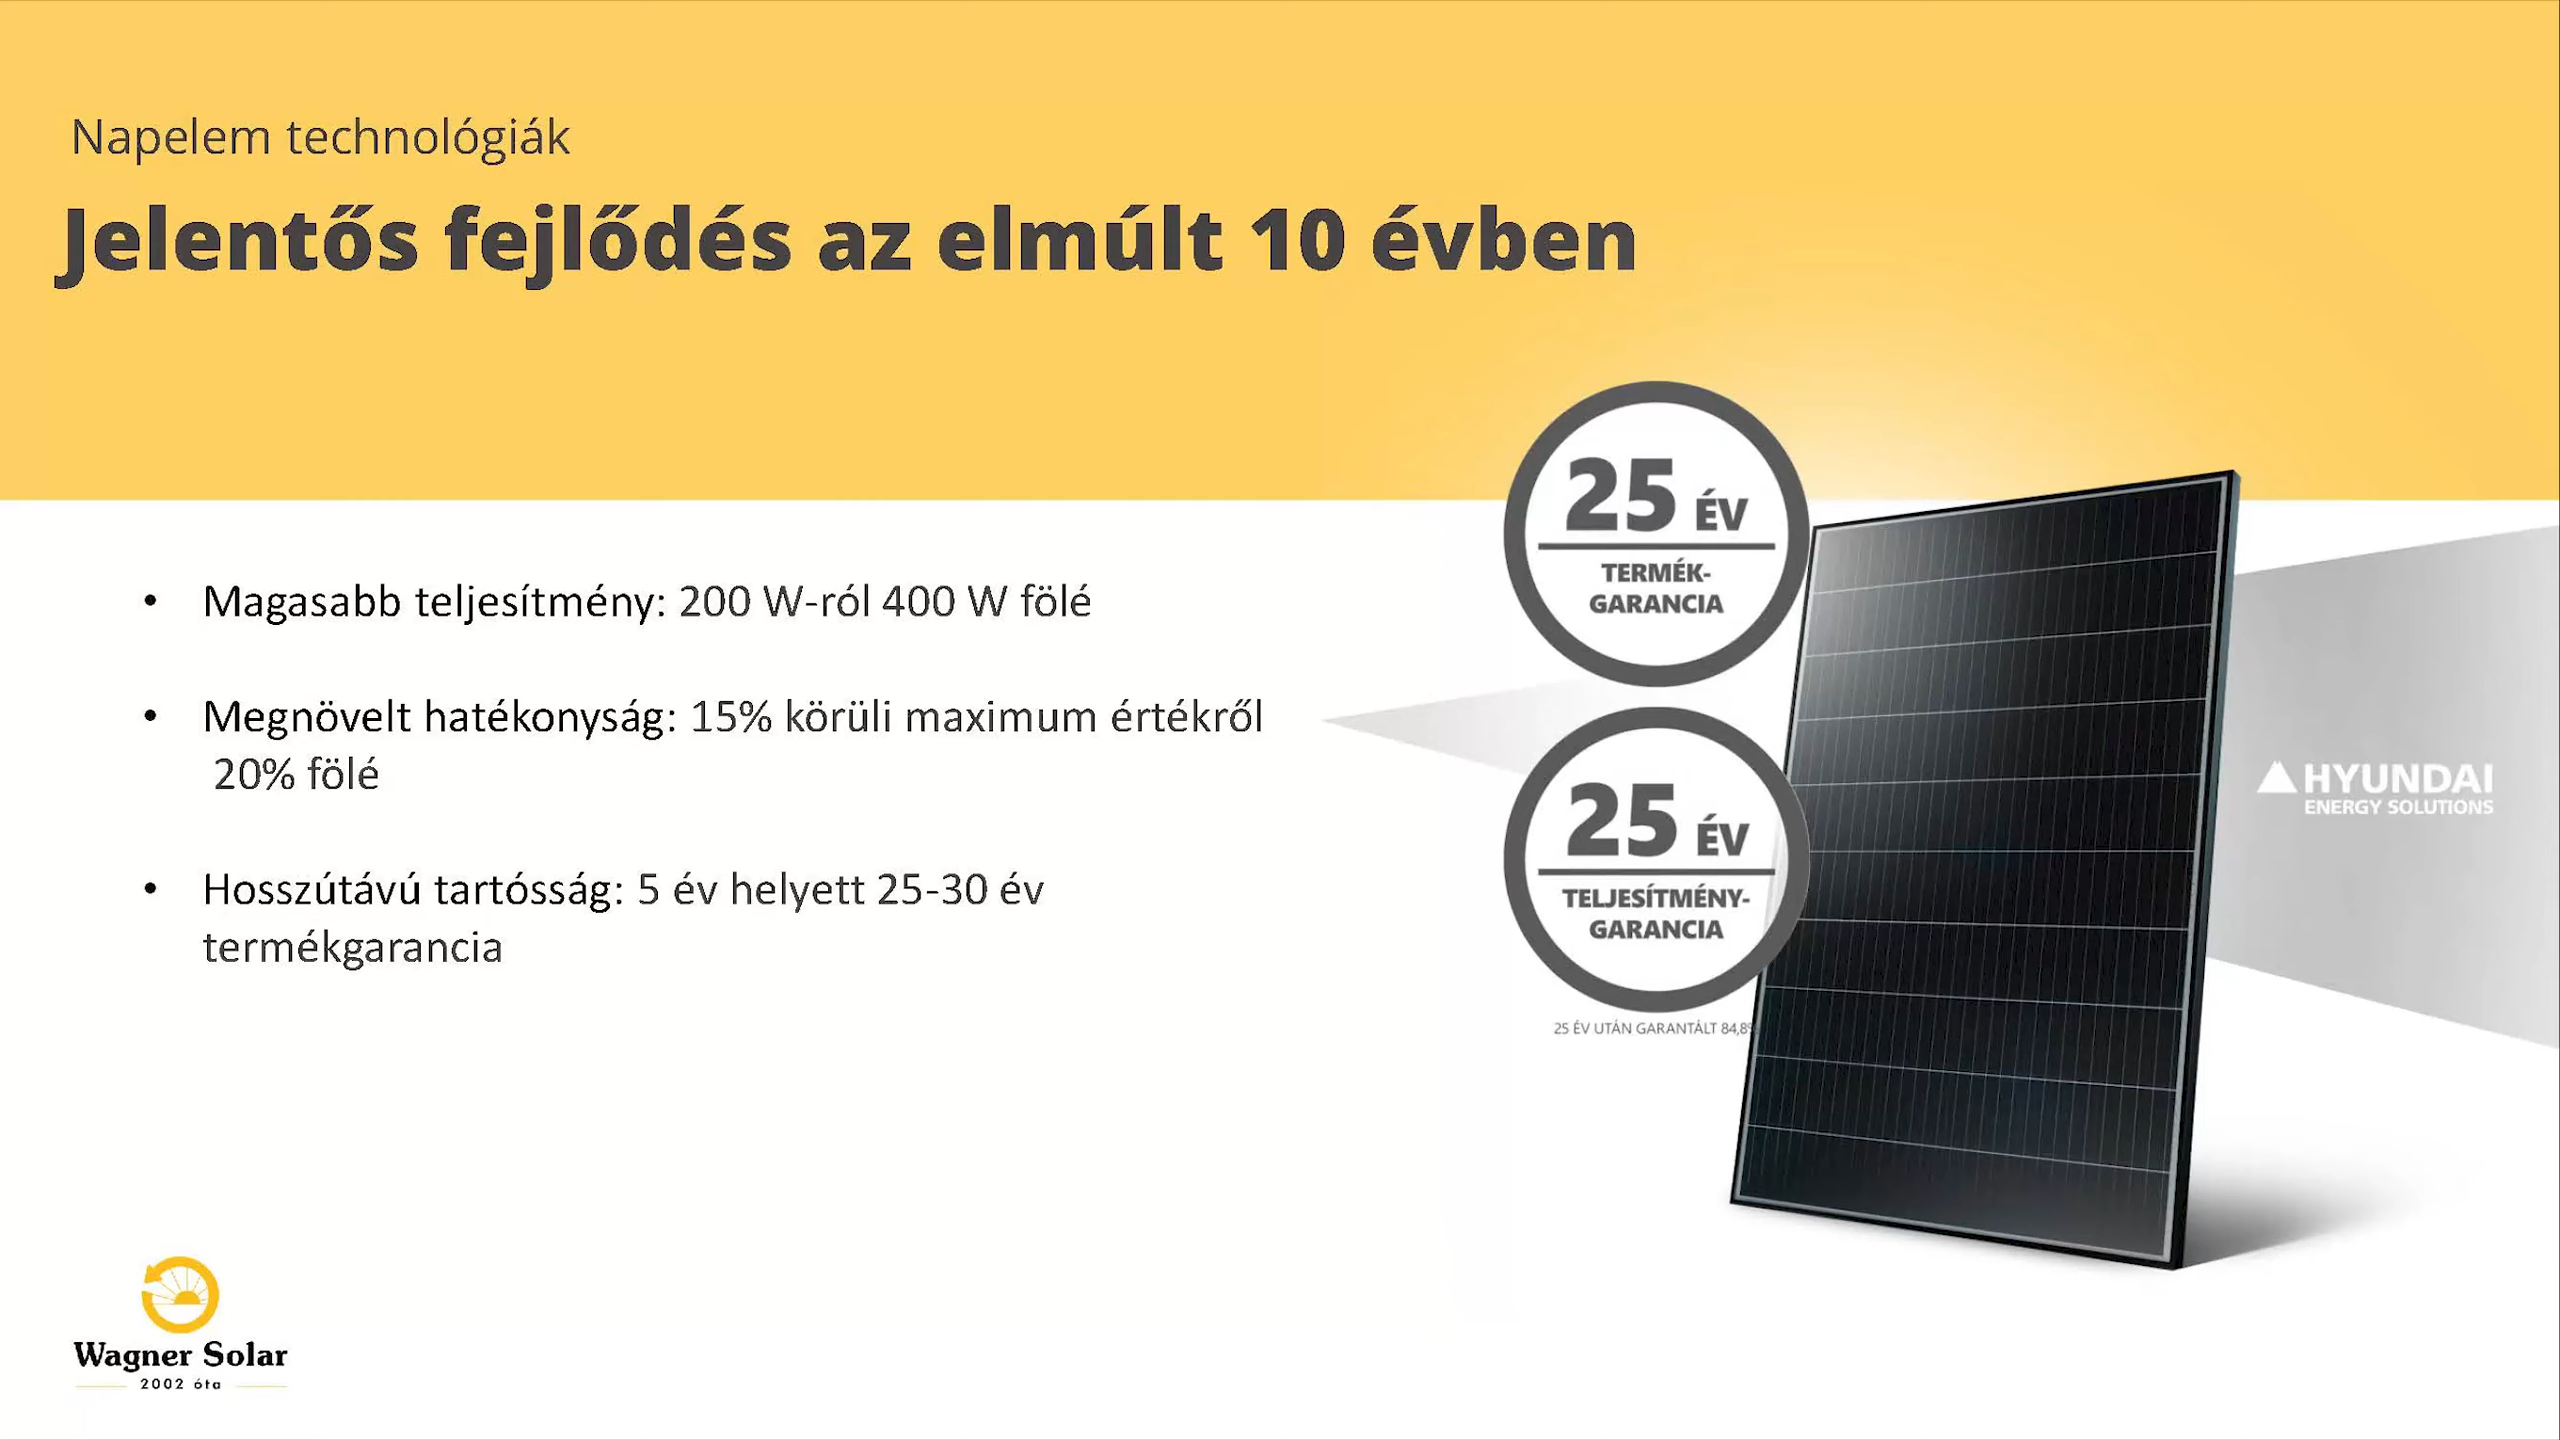 Napelem technológiák
Jelentős fejlődés az elmúlt 10 évben
• Magasabb teljesítmény: 200 W-ról 400 W fölé
• Megnövelt hatékonyság: 15% körüli maximum értékről
20% fölé
• Hosszútávú tartósság: 5 év helyett 25-30 év
termékgarancia
25 ÉV
TERMÉK-
GARANCIA
25 ÉV
TELJESÍTMÉNY-
GARANCIA
25 ÉV UTÁN GARANTÁLT 84,8%
HYUNDAI
ENERGY SOLUTIONS
Wagner Solar
2002 óta